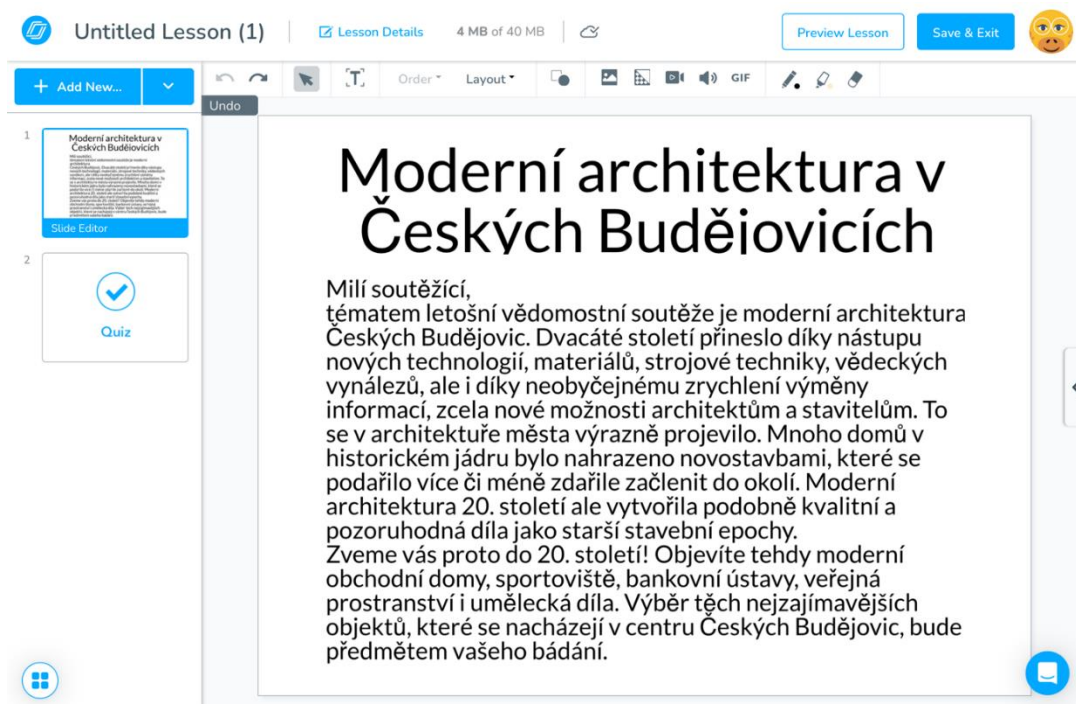 Untitled Lesson (1)
Lesson Details
4 MB of 40 MB
Preview Lesson
Save & Exit
Add New...
Order
Layout
GIF
Undo
1
Moderní architektura v
Českých Budějovicích
Slide Editor
2
Quiz
Moderní architektura v
Českých Budějovicích
Milí soutěžící,
tématem letošní vědomostní soutěže je moderní architektura
Českých Budějovic. Dvacáté století přineslo díky nástupu
nových technologií, materiálů, strojové techniky, vědeckých
vynálezů, ale i díky neobyčejnému zrychlení výměny
informací, zcela nové možnosti architektům a stavitelům. To
se v architektuře města výrazně projevilo. Mnoho domů v
historickém jádru bylo nahrazeno novostavbami, které se
podařilo více či méně zdařile začlenit do okolí. Moderní
architektura 20. století ale vytvořila podobně kvalitní a
pozoruhodná díla jako starší stavební epochy.
Zveme vás proto do 20. století! Objevíte tehdy moderní
obchodní domy, sportoviště, bankovní ústavy, veřejná
prostranství i umělecká díla. Výběr těch nejzajímavějších
objektů, které se nacházejí v centru Českých Budějovic, bude
předmětem vašeho bádání.